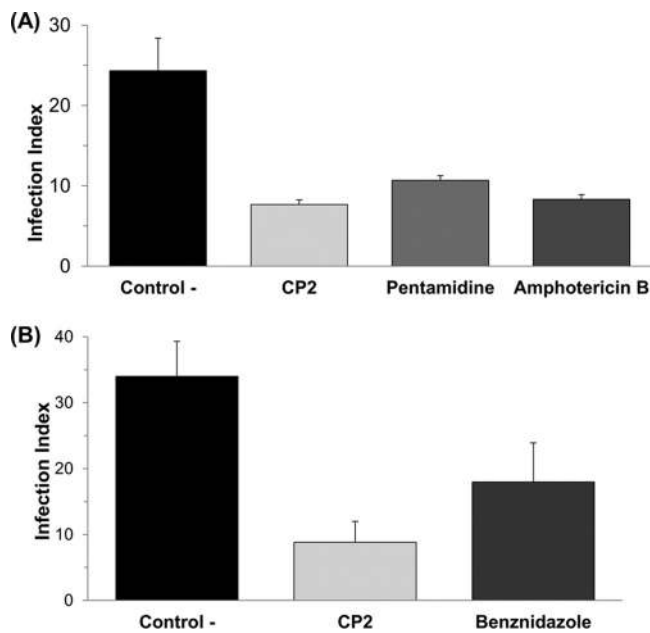 (A)
30
20
10
0
Infection Index
Control -
CP2
Pentamidine
Amphotericin B
(B)
40
30
20
10
0
Infection Index
Control -
CP2
Benznidazole